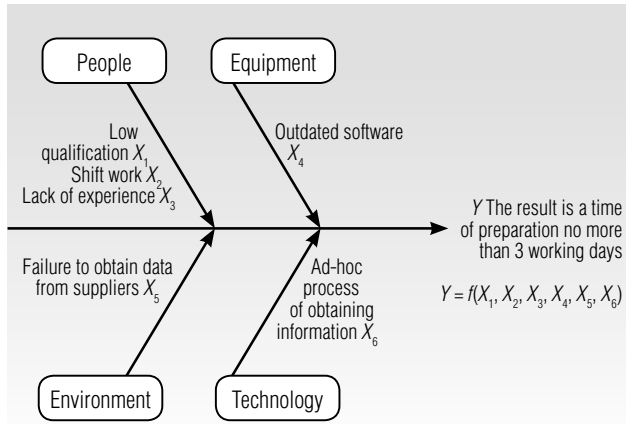 People
Equipment
Low
qualification X₁
Shift work X₂
Lack of experience X₃
Outdated software
X₄
Y The result is a time
of preparation no more
than 3 working days
Y = f(X₁, X₂, X₃, X₄, X₅, X₆)
Failure to obtain data
from suppliers X₅
Ad-hoc
process
of obtaining
information X₆
Environment
Technology